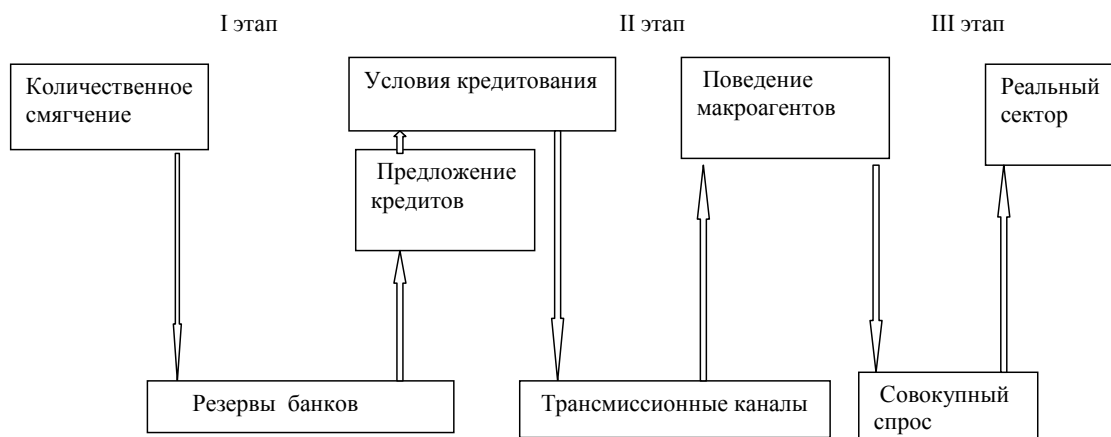 I этап
II этап
III этап
Количественное
смягчение
Условия кредитования
Поведение
макроагентов
Реальный
сектор
Предложение
кредитов
Резервы банков
Трансмиссионные каналы
Совокупный
спрос